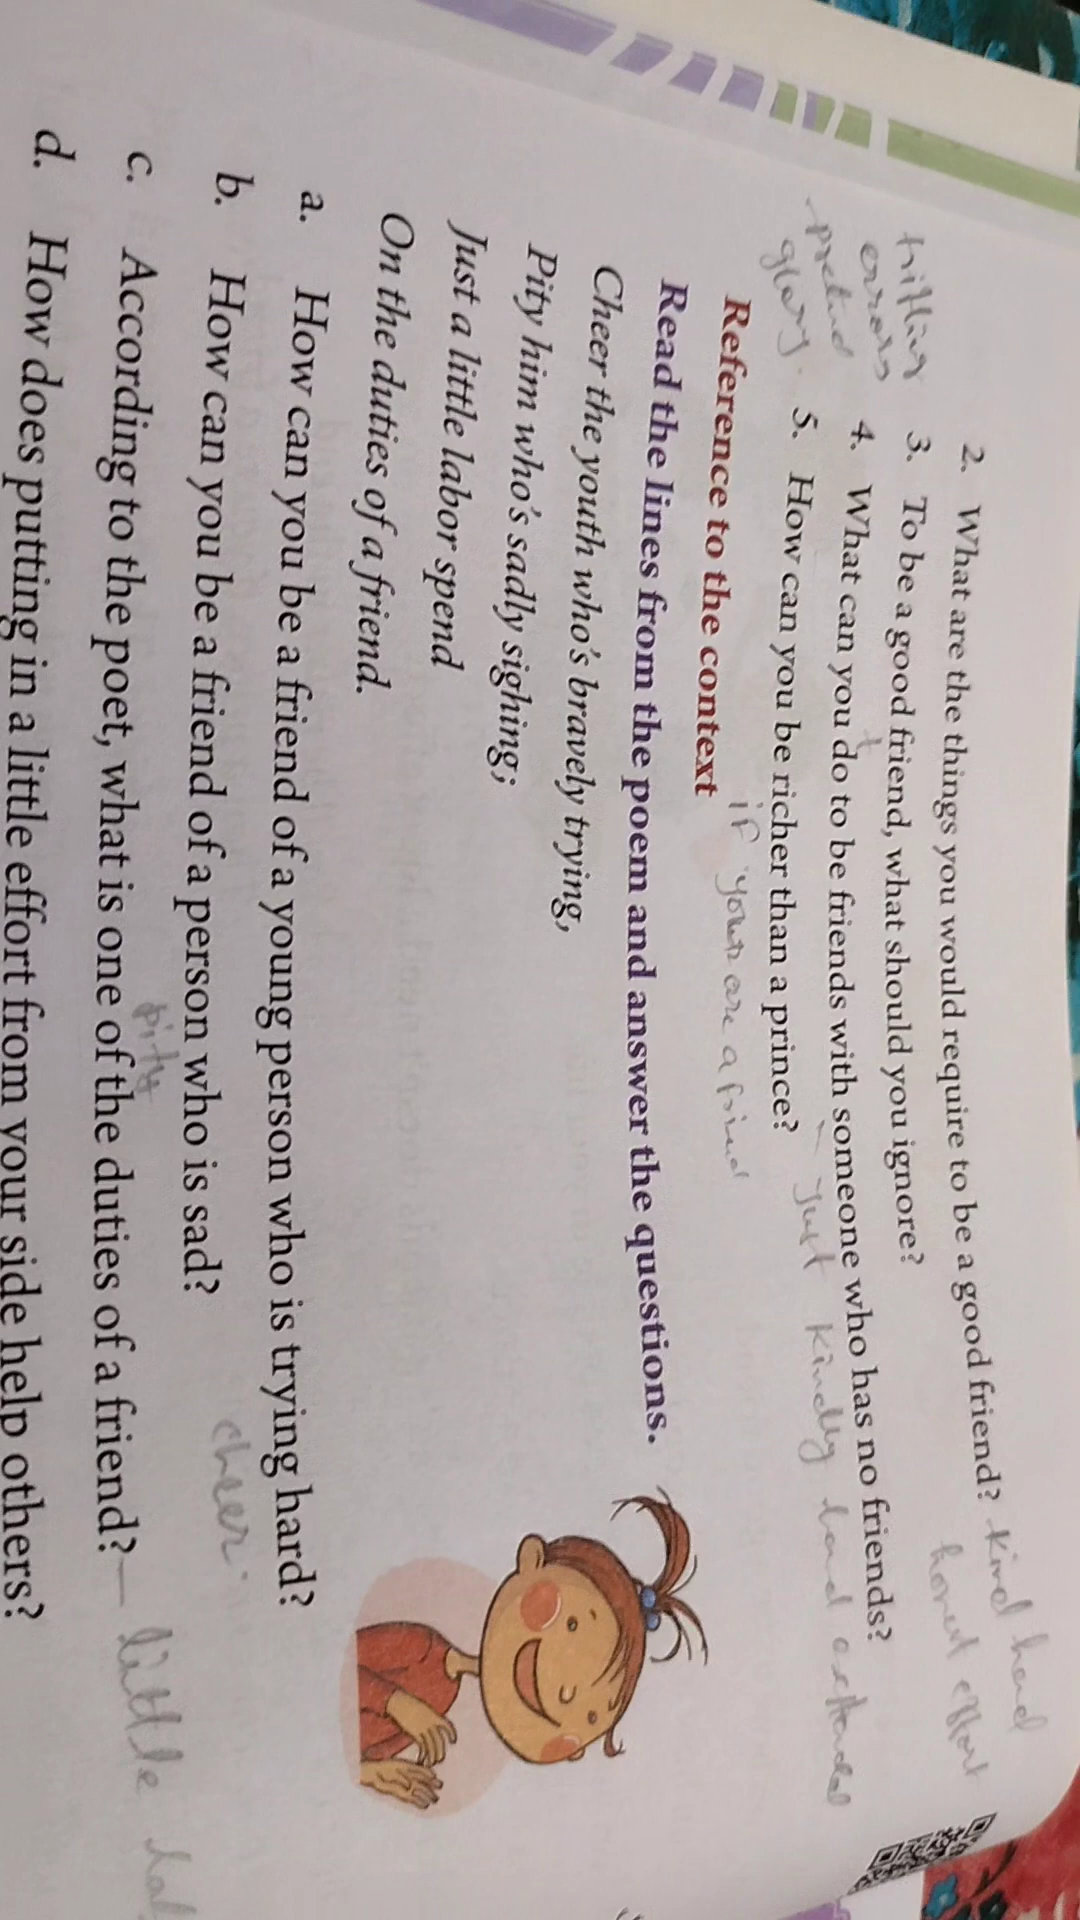 2. What are the things you would require to be a good friend? kind hand
honest effort
3. To be a good friend, what should you ignore?
trifling
errors
4. What can you do to be friends with someone who has no friends?
- Just kindly hand extended
5. How can you be richer than a prince?
glory.
if you are a friend
Reference to the context
Read the lines from the poem and answer the questions.
Cheer the youth who's bravely trying,
Pity him who's sadly sighing;
Just a little labor spend
On the duties of a friend.
a. How can you be a friend of a young person who is trying hard?
cheer
b. How can you be a friend of a person who is sad?
pity
c. According to the poet, what is one of the duties of a friend? — little
d. How does putting in a little effort from your side help others?